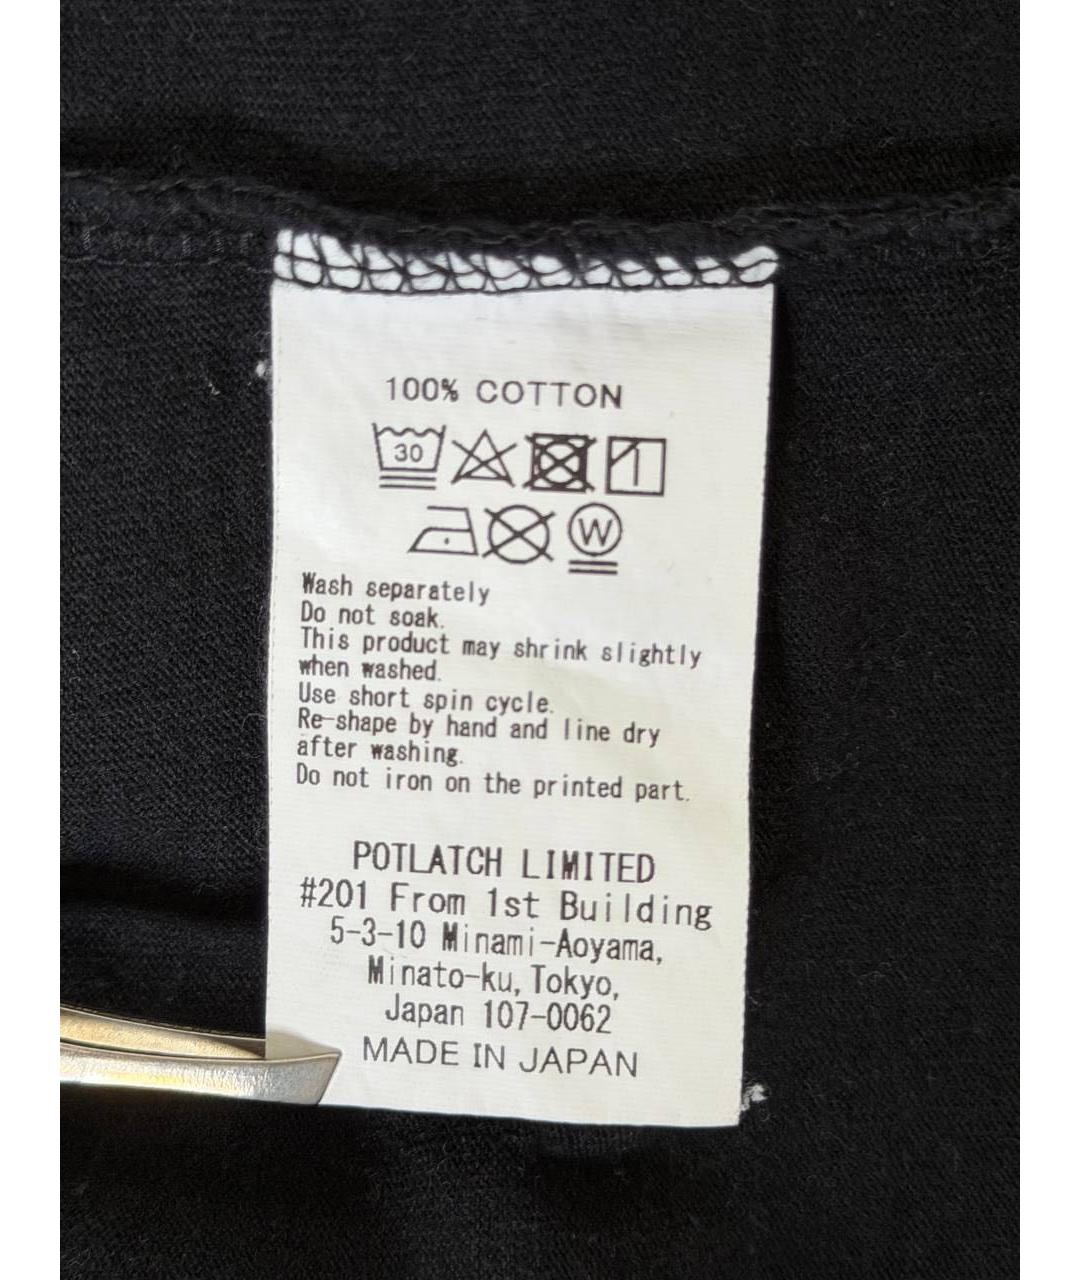 100% COTTON
30
W
Wash separately
Do not soak.
This product may shrink slightly
when washed.
Use short spin cycle.
Re-shape by hand and line dry
after washing.
Do not iron on the printed part.
POTLATCH LIMITED
#201 From 1st Building
5-3-10 Minami-Aoyama,
Minato-ku, Tokyo,
Japan 107-0062
MADE IN JAPAN